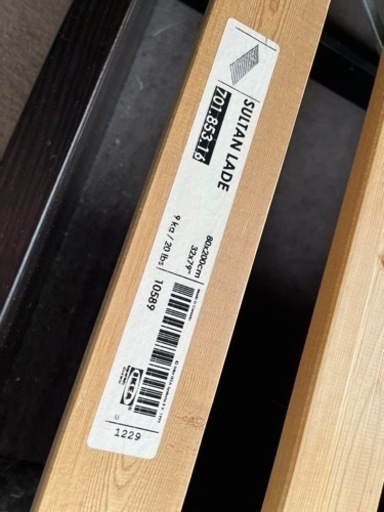 SULTAN LADE
701.853.16
80x200cm
32x79"
9 kg / 20 lbs
10589
IKEA
1229